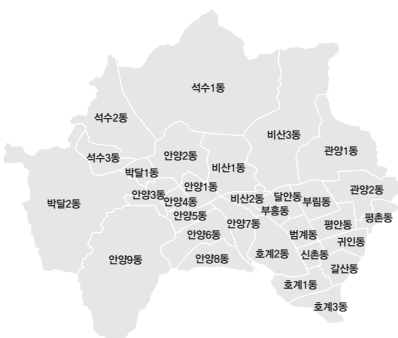 석수1동
석수2동
비산3동
관양1동
안양2동
석수3동
비산1동
박달1동
안양1동
관양2동
안양3동
안양4동
비산2동
달안동
부림동
박달2동
부흥동
안양5동
평촌동
안양7동
평안동
안양6동
범계동
귀인동
호계2동
신촌동
안양9동
안양8동
갈산동
호계1동
호계3동